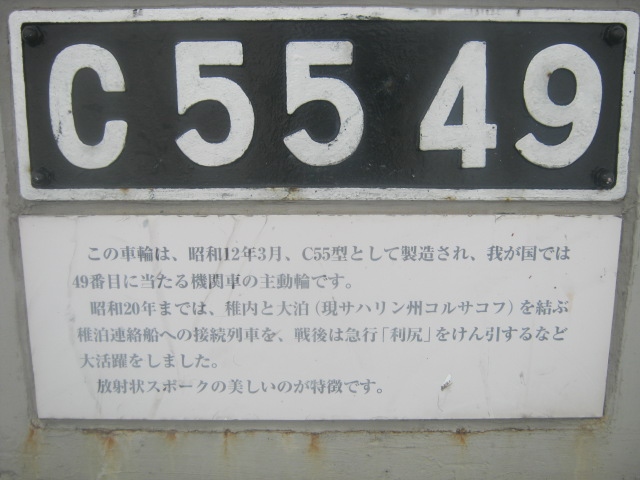 C 55 49
この車輪は、昭和12年3月、C55型として製造され、我が国では
49番目に当たる機関車の主動輪です。
昭和20年までは、稚内と大泊（現サハリン州コルサコフ）を結ぶ
稚泊連絡船への接続列車を、戦後は急行「利尻」をけん引するなど
大活躍をしました。
放射状スポークの美しいのが特徴です。